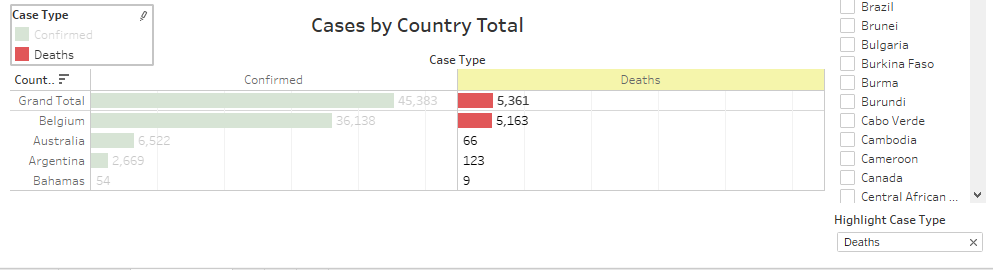 Case Type
Confirmed
Deaths
Cases by Country Total
Case Type
Count.. Confirmed Deaths
Grand Total 45,383 5,361
Belgium 36,138 5,163
Australia 6,522 66
Argentina 2,669 123
Bahamas 54 9
Brazil
Brunei
Bulgaria
Burkina Faso
Burma
Burundi
Cabo Verde
Cambodia
Cameroon
Canada
Central African ...
Highlight Case Type
Deaths